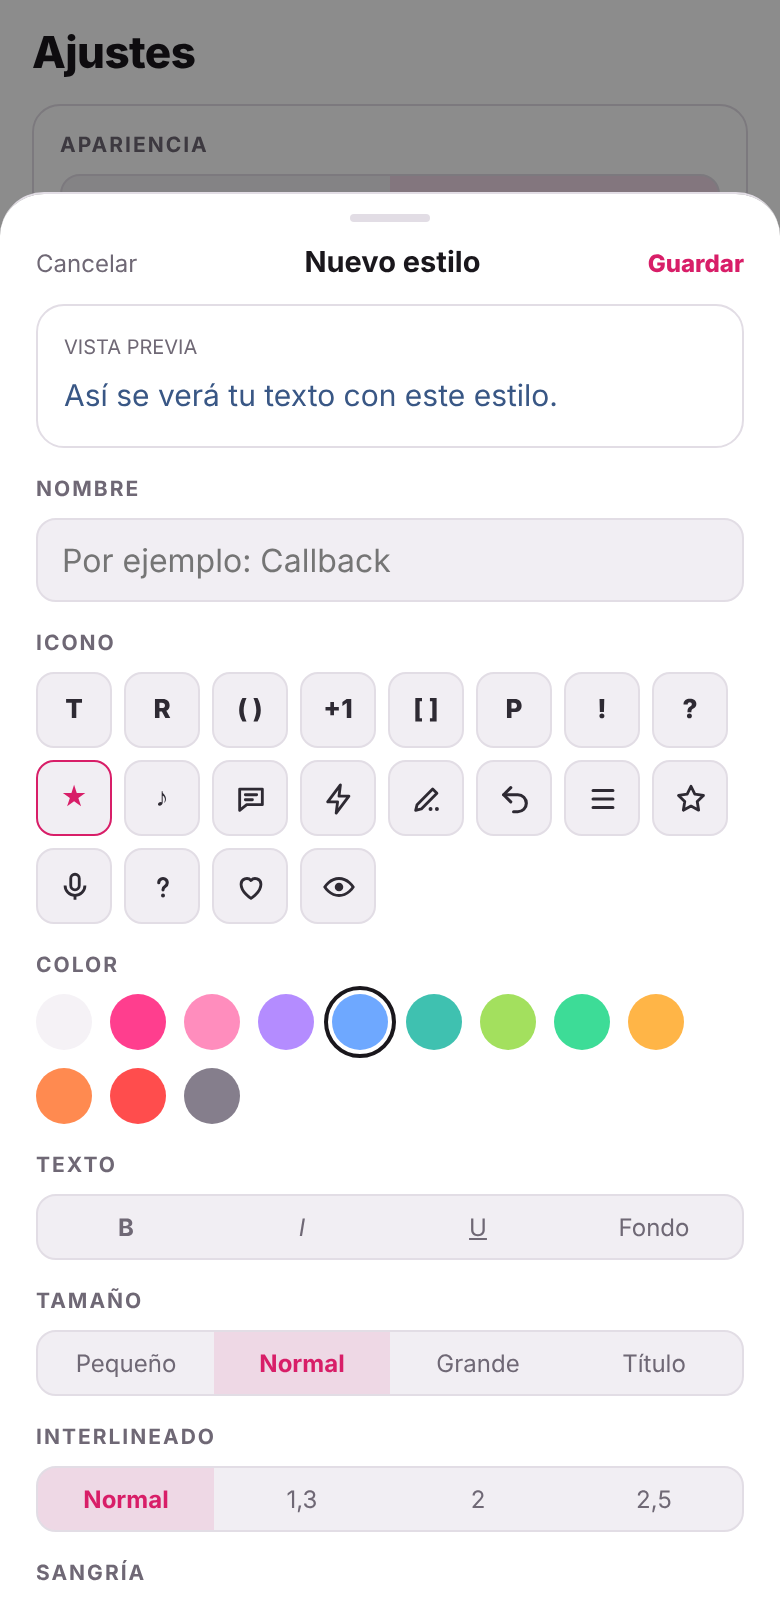 Ajustes
APARIENCIA
Cancelar Nuevo estilo Guardar
VISTA PREVIA
Así se verá tu texto con este estilo.
NOMBRE
Por ejemplo: Callback
ICONO
T R ( ) +1 [ ] P ! ?
★ ♪
?
COLOR
TEXTO
B I U Fondo
TAMAÑO
Pequeño Normal Grande Título
INTERLINEADO
Normal 1,3 2 2,5
SANGRÍA